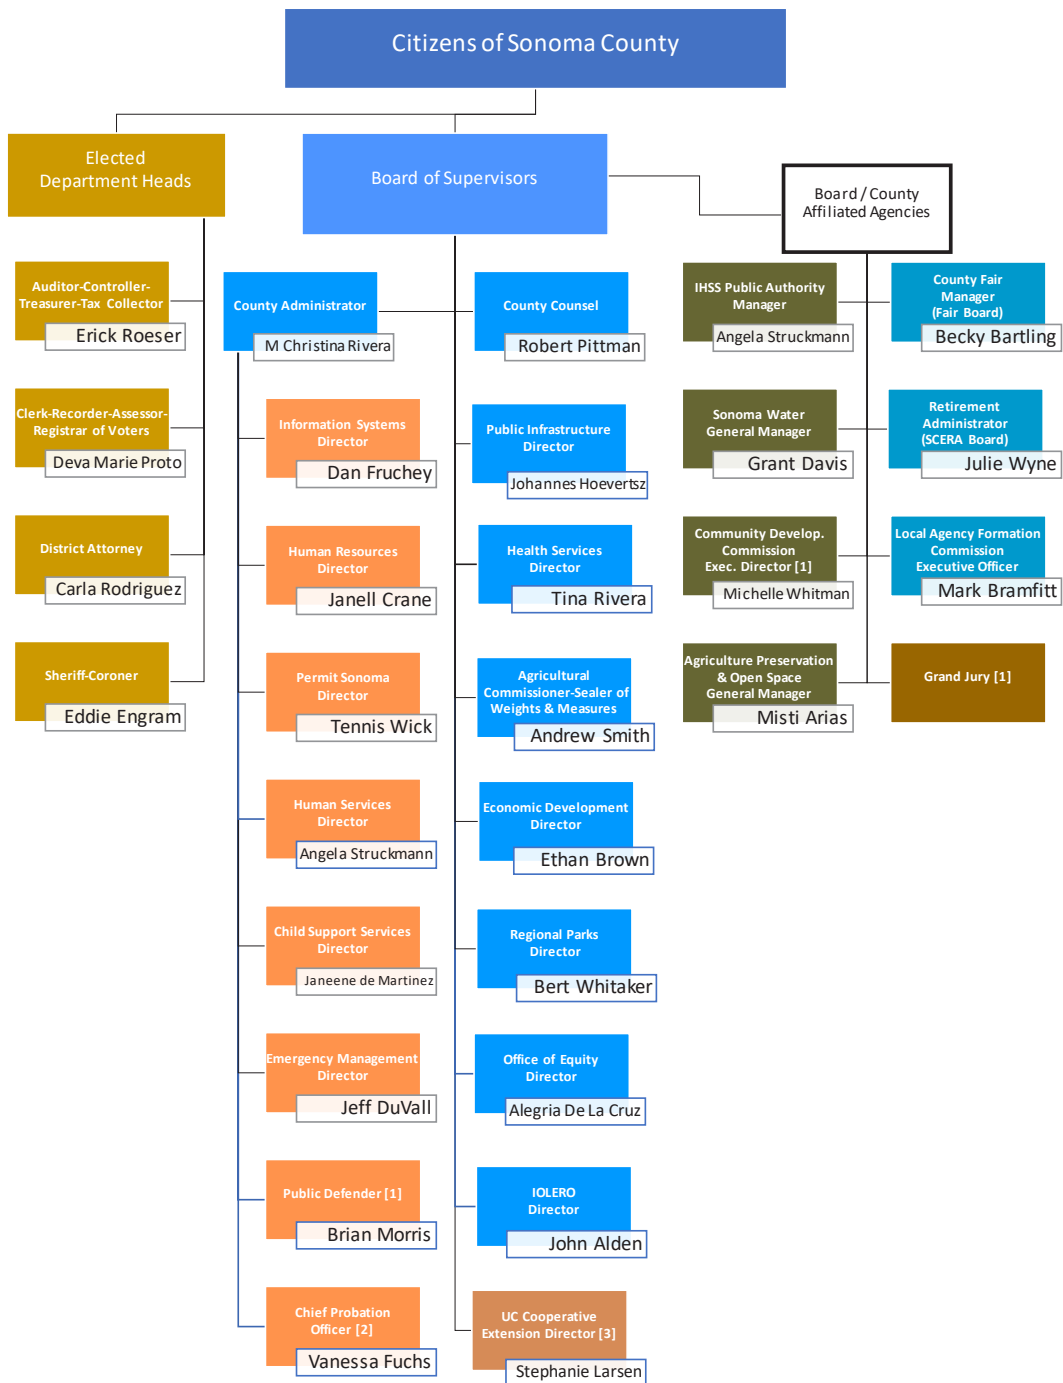 Citizens of Sonoma County
Elected
Department Heads
Board of Supervisors
Board / County
Affiliated Agencies
Auditor-Controller-
Treasurer-Tax Collector
Erick Roeser
Clerk-Recorder-Assessor-
Registrar of Voters
Deva Marie Proto
District Attorney
Carla Rodriguez
Sheriff-Coroner
Eddie Engram
County Administrator
M Christina Rivera
County Counsel
Robert Pittman
Information Systems
Director
Dan Fruchey
Human Resources
Director
Janell Crane
Permit Sonoma
Director
Tennis Wick
Human Services
Director
Angela Struckmann
Child Support Services
Director
Janeene de Martinez
Emergency Management
Director
Jeff DuVall
Public Defender [1]
Brian Morris
Chief Probation
Officer [2]
Vanessa Fuchs
Public Infrastructure
Director
Johannes Hoevertsz
Health Services
Director
Tina Rivera
Agricultural
Commissioner-Sealer of
Weights & Measures
Andrew Smith
Economic Development
Director
Ethan Brown
Regional Parks
Director
Bert Whitaker
Office of Equity
Director
Alegria De La Cruz
IOLERO
Director
John Alden
UC Cooperative
Extension Director [3]
Stephanie Larsen
IHSS Public Authority
Manager
Angela Struckmann
Sonoma Water
General Manager
Grant Davis
Community Develop.
Commission
Exec. Director [1]
Michelle Whitman
Agriculture Preservation
& Open Space
General Manager
Misti Arias
County Fair
Manager
(Fair Board)
Becky Bartling
Retirement
Administrator
(SCERA Board)
Julie Wyne
Local Agency Formation
Commission
Executive Officer
Mark Bramfitt
Grand Jury [1]